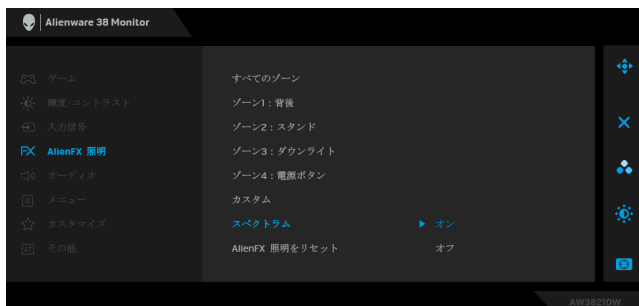 Alienware 38 Monitor
ゲーム
輝度/コントラスト
入力信号
AlienFX 照明
オーディオ
メニュー
カスタマイズ
その他
すべてのゾーン
ゾーン1：背後
ゾーン2：スタンド
ゾーン3：ダウンライト
ゾーン4：電源ボタン
カスタム
スペクトラム
オン
AlienFX 照明をリセット
オフ
AW3821DW